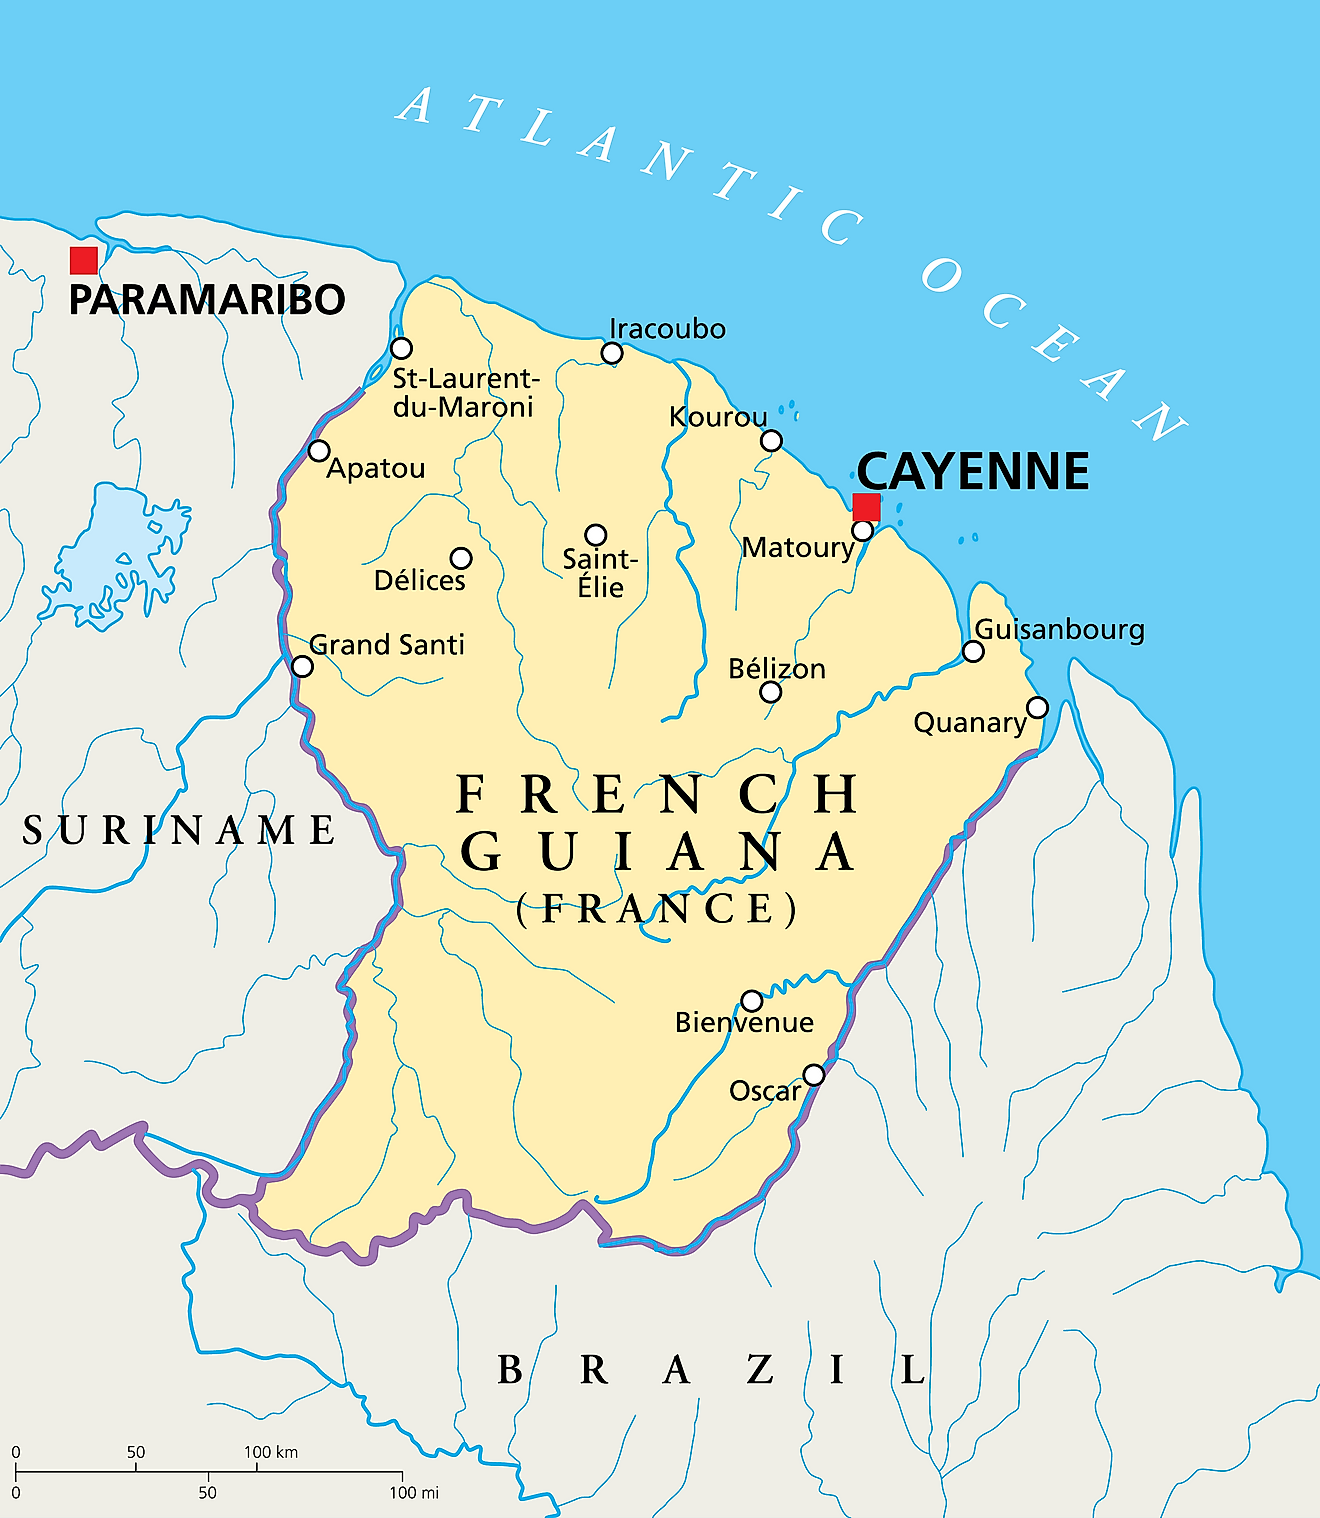 ATLANTIC OCEAN
PARAMARIBO
Iracoubo
St-Laurent-
du-Maroni
Kourou
Apatou
CAYENNE
Matoury
Saint-
Élie
Délices
Grand Santi
Guisanbourg
Bélizon
Quanary
FRENCH
GUIANA
(FRANCE)
SURINAME
Bienvenue
Oscar
BRAZIL
0 50 100 km
0 50 100 mi